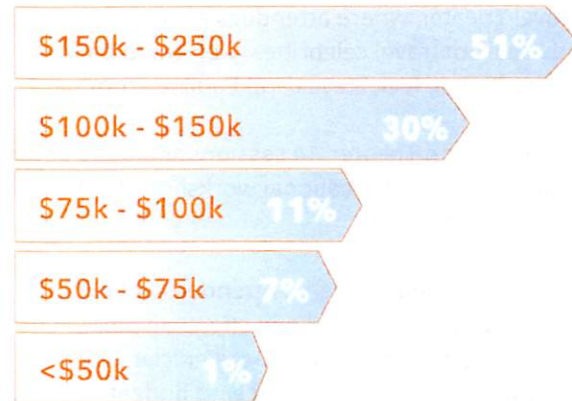 $150k - $250k 51%
$100k - $150k 30%
$75k - $100k 11%
$50k - $75k 7%
<$50k 1%